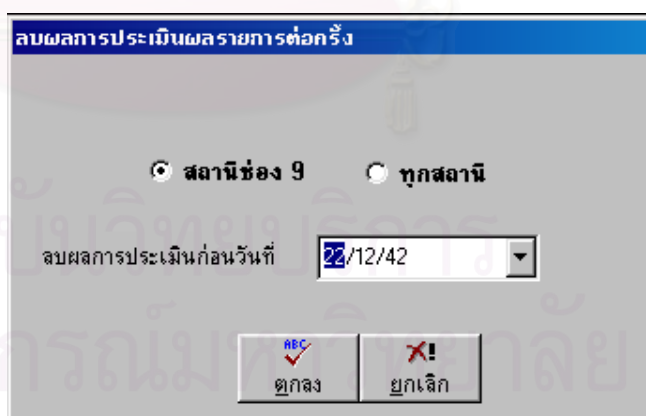 ลบผลการประเมินผลรายการต่อครั้ง
สถานีช่อง 9 ทุกสถานี
ลบผลการประเมินก่อนวันที่ 22/12/42
ABC
ตกลง ยกเลิก